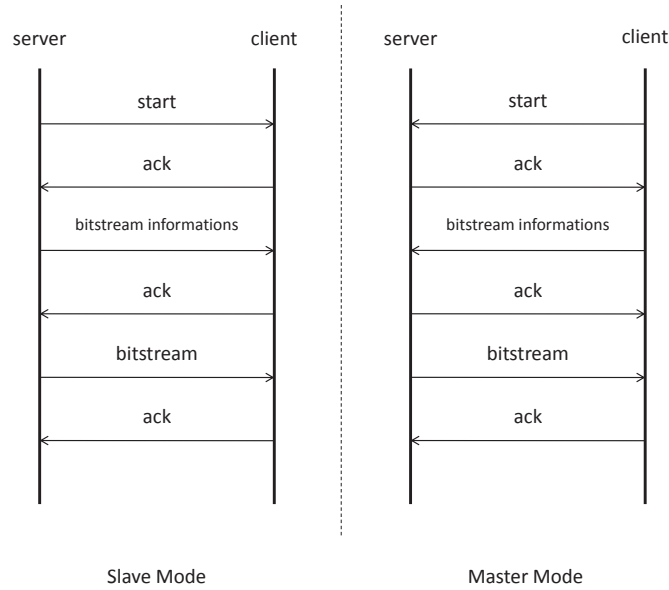 server
client
start
ack
bitstream informations
ack
bitstream
ack
Slave Mode
server
client
start
ack
bitstream informations
ack
bitstream
ack
Master Mode